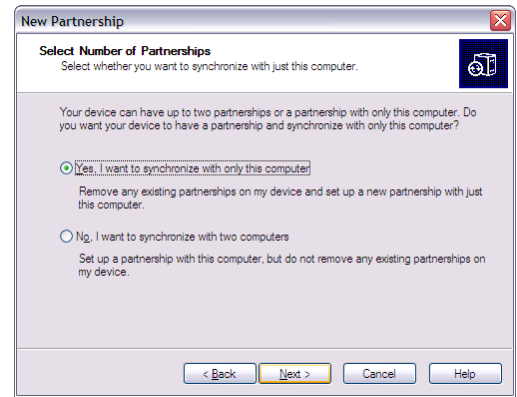 New Partnership
Select Number of Partnerships
Select whether you want to synchronize with just this computer.
Your device can have up to two partnerships or a partnership with only this computer. Do
you want your device to have a partnership and synchronize with only this computer?
Yes, I want to synchronize with only this computer
Remove any existing partnerships on my device and set up a new partnership with just
this computer.
No, I want to synchronize with two computers
Set up a partnership with this computer, but do not remove any existing partnerships on
my device.
< Back Next > Cancel Help